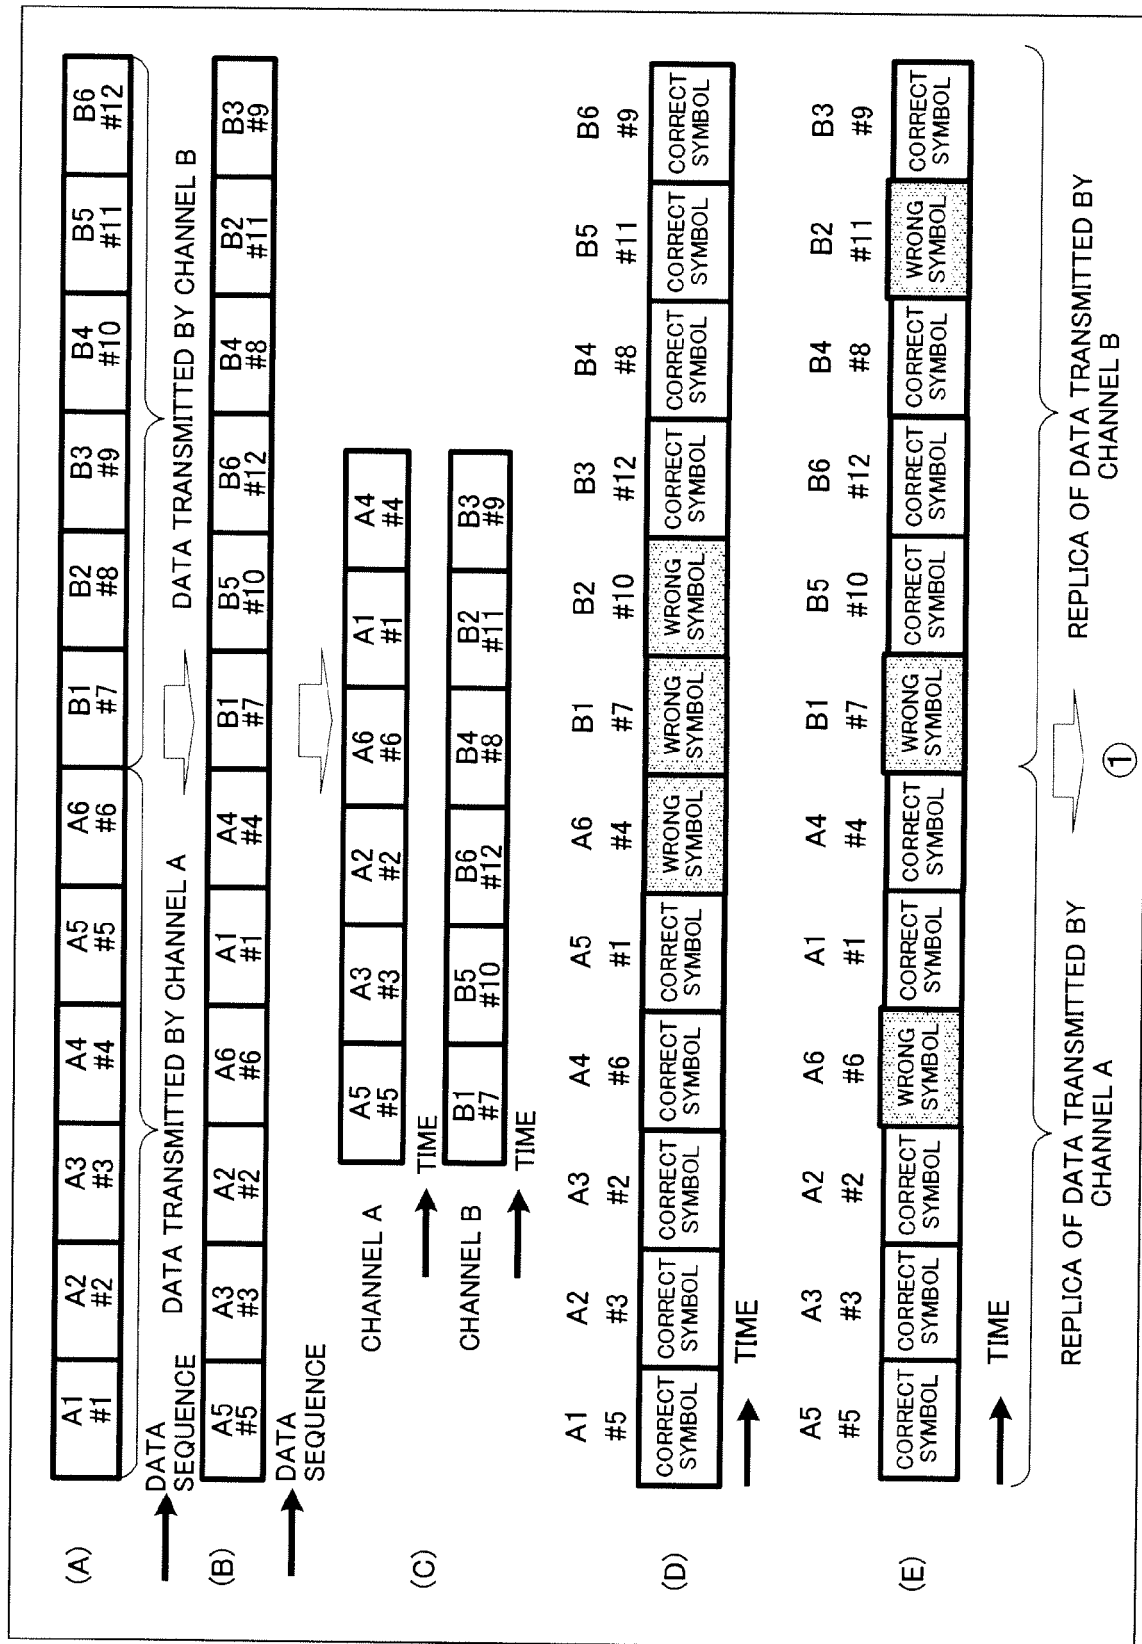 (A)
A1 A2 A3 A4 A5 A6 B1 B2 B3 B4 B5 B6
#1 #2 #3 #4 #5 #6 #7 #8 #9 #10 #11 #12
DATA
SEQUENCE
DATA TRANSMITTED BY CHANNEL A
DATA TRANSMITTED BY CHANNEL B
(B)
A5 A3 A2 A6 A1 A4 B1 B5 B6 B4 B2 B3
#5 #3 #2 #6 #1 #4 #7 #10 #12 #8 #11 #9
DATA
SEQUENCE
(C)
CHANNEL A
A5 A3 A2 A6 A1 A4
#5 #3 #2 #6 #1 #4
TIME
CHANNEL B
B1 B5 B6 B4 B2 B3
#7 #10 #12 #8 #11 #9
TIME
(D)
A1 A2 A3 A4 A5 A6 B1 B2 B3 B4 B5 B6
#5 #3 #2 #6 #1 #4 #7 #10 #12 #8 #11 #9
CORRECT CORRECT CORRECT CORRECT CORRECT WRONG WRONG WRONG CORRECT CORRECT CORRECT CORRECT
SYMBOL SYMBOL SYMBOL SYMBOL SYMBOL SYMBOL SYMBOL SYMBOL SYMBOL SYMBOL SYMBOL SYMBOL
TIME
(E)
A5 A3 A2 A6 A1 A4 B1 B5 B6 B4 B2 B3
#5 #3 #2 #6 #1 #4 #7 #10 #12 #8 #11 #9
CORRECT CORRECT CORRECT WRONG CORRECT CORRECT WRONG CORRECT CORRECT CORRECT WRONG CORRECT
SYMBOL SYMBOL SYMBOL SYMBOL SYMBOL SYMBOL SYMBOL SYMBOL SYMBOL SYMBOL SYMBOL SYMBOL
TIME
REPLICA OF DATA TRANSMITTED BY
CHANNEL A
REPLICA OF DATA TRANSMITTED BY
CHANNEL B
①